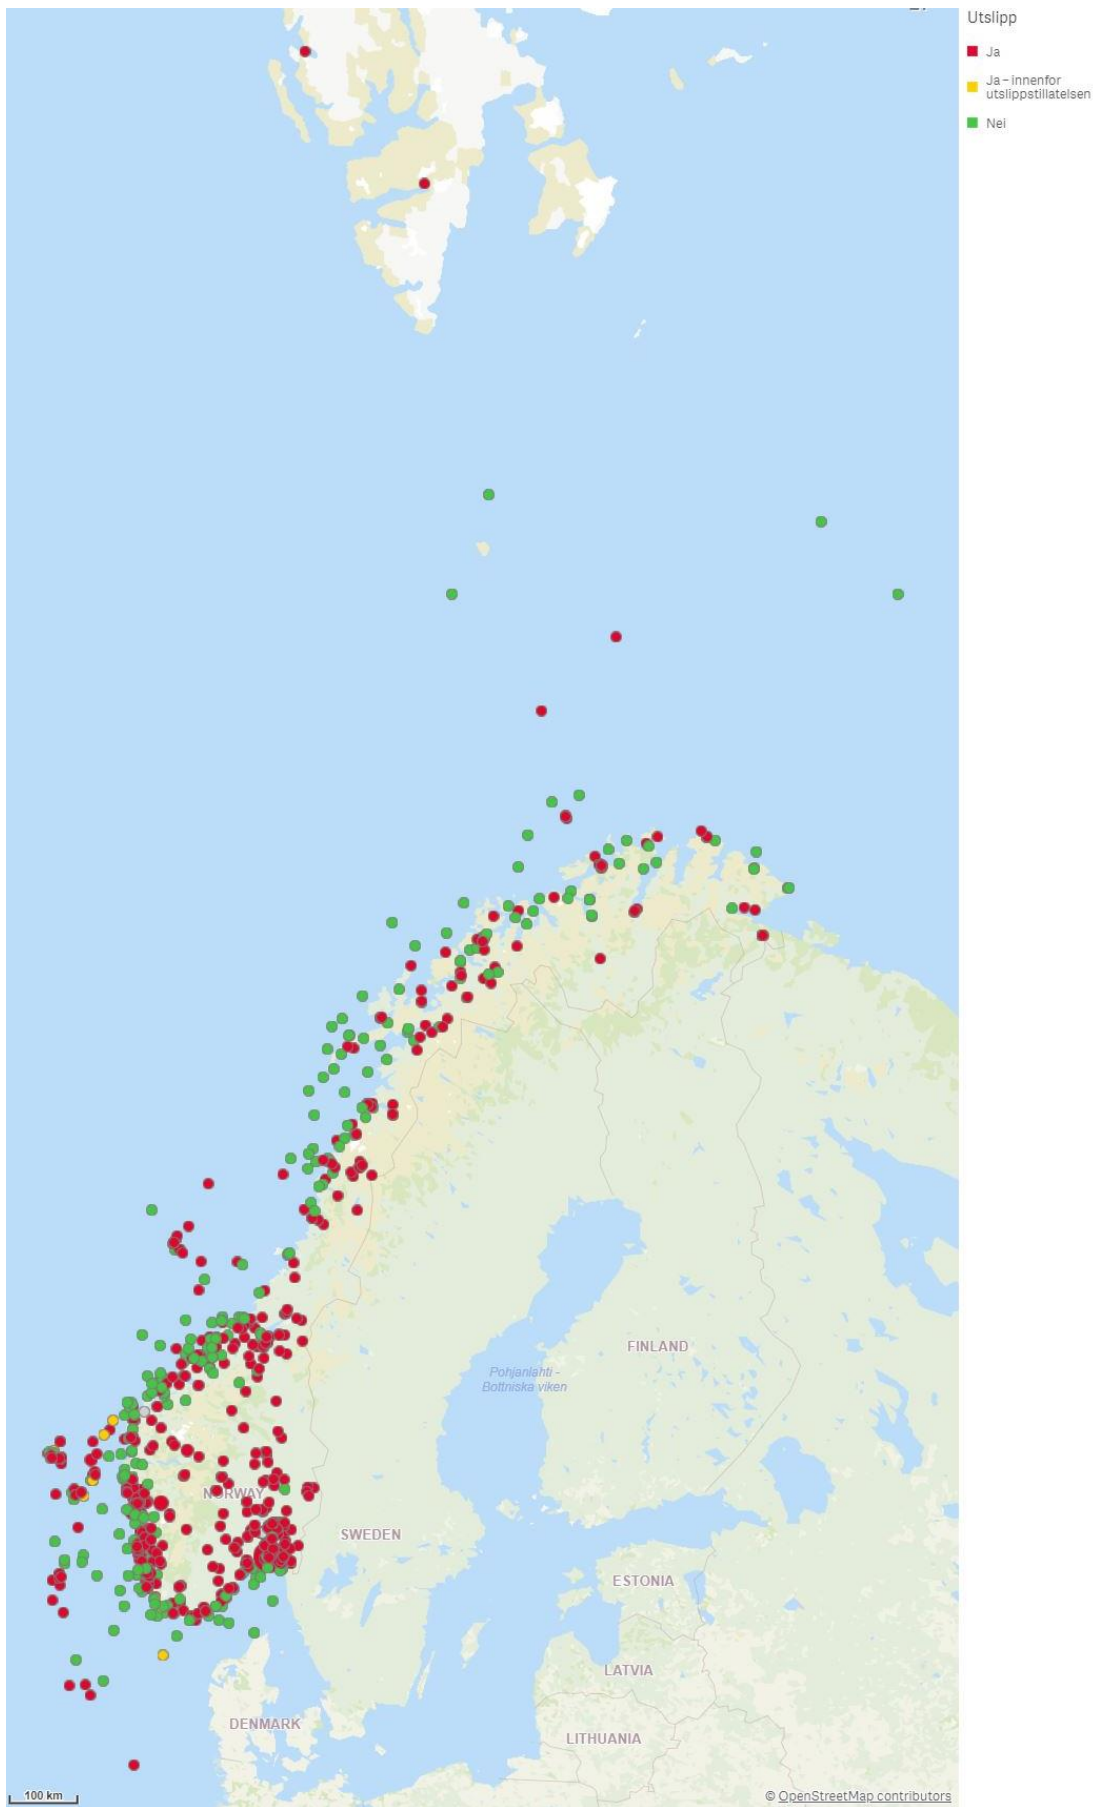 Utslipp
Ja
Ja – innenfor
utslippstillatelsen
Nei
FINLAND
Pohjanlahti -
Bottniska viken
NORWAY
SWEDEN
ESTONIA
LATVIA
DENMARK
LITHUANIA
100 km
© OpenStreetMap contributors